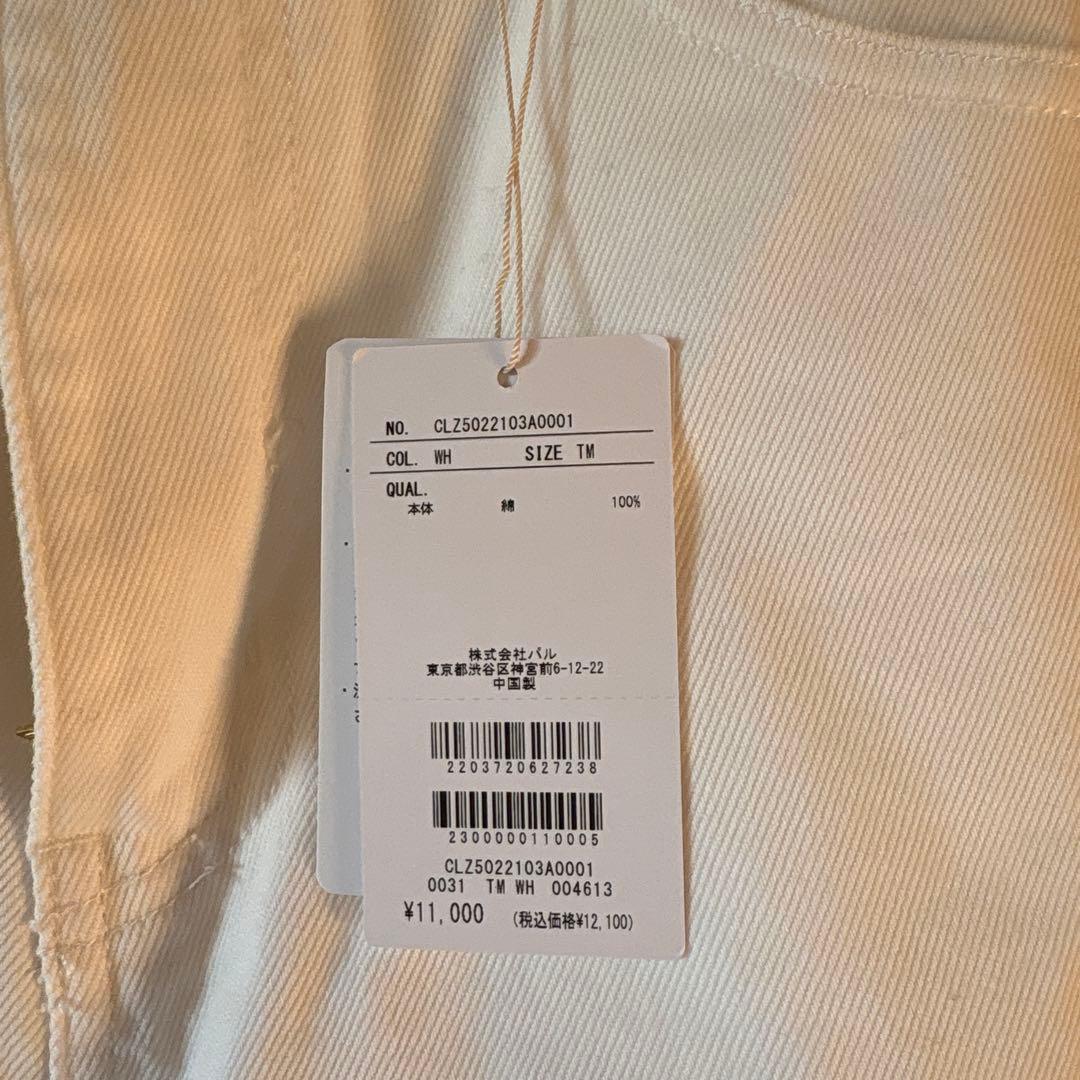 NO. CLZ5022103A0001
COL. WH SIZE TM
QUAL.
本体 綿 100%
株式会社パル
東京都渋谷区神宮前6-12-22
中国製
2203720627238
2300000110005
CLZ5022103A0001
0031 TM WH 004613
¥11,000 (税込価格¥12,100)